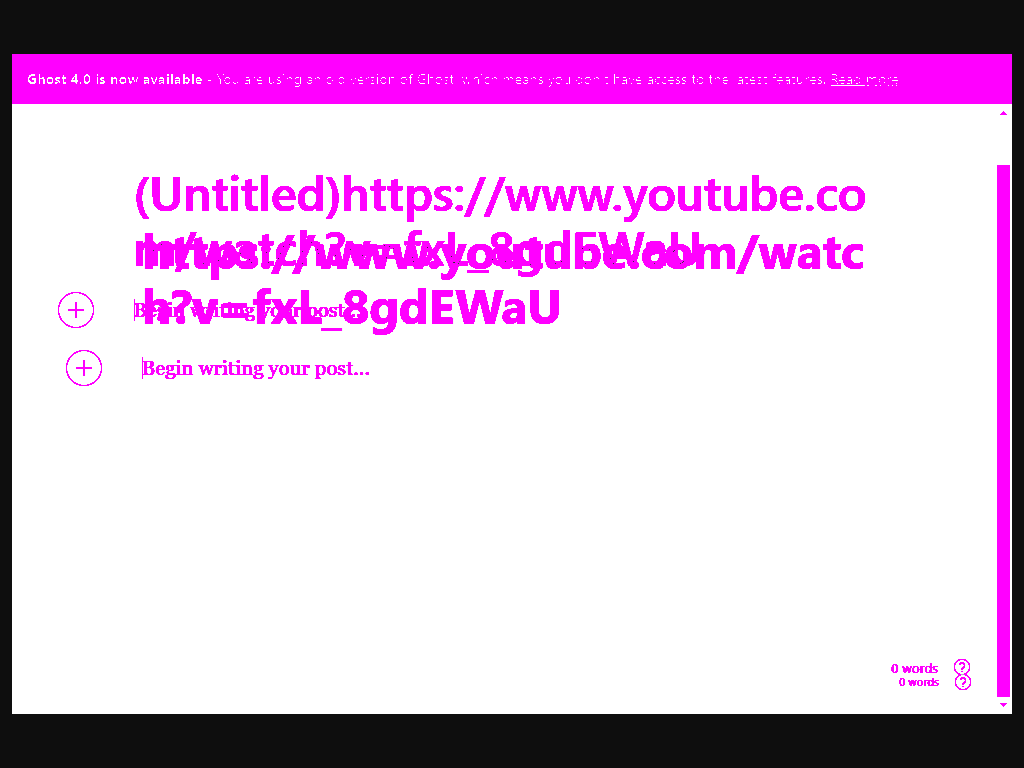 Ghost 4.0 is now available - You are using an old version of Ghost, which means you don't have access to the latest features. Read more
(Untitled)https://www.youtube.co
m/watch?v=fxL_8gdEWaU
https://www.youtube.com/watc
h?v=fxL_8gdEWaU
Begin writing your post...
Begin writing your post...
0 words
0 words